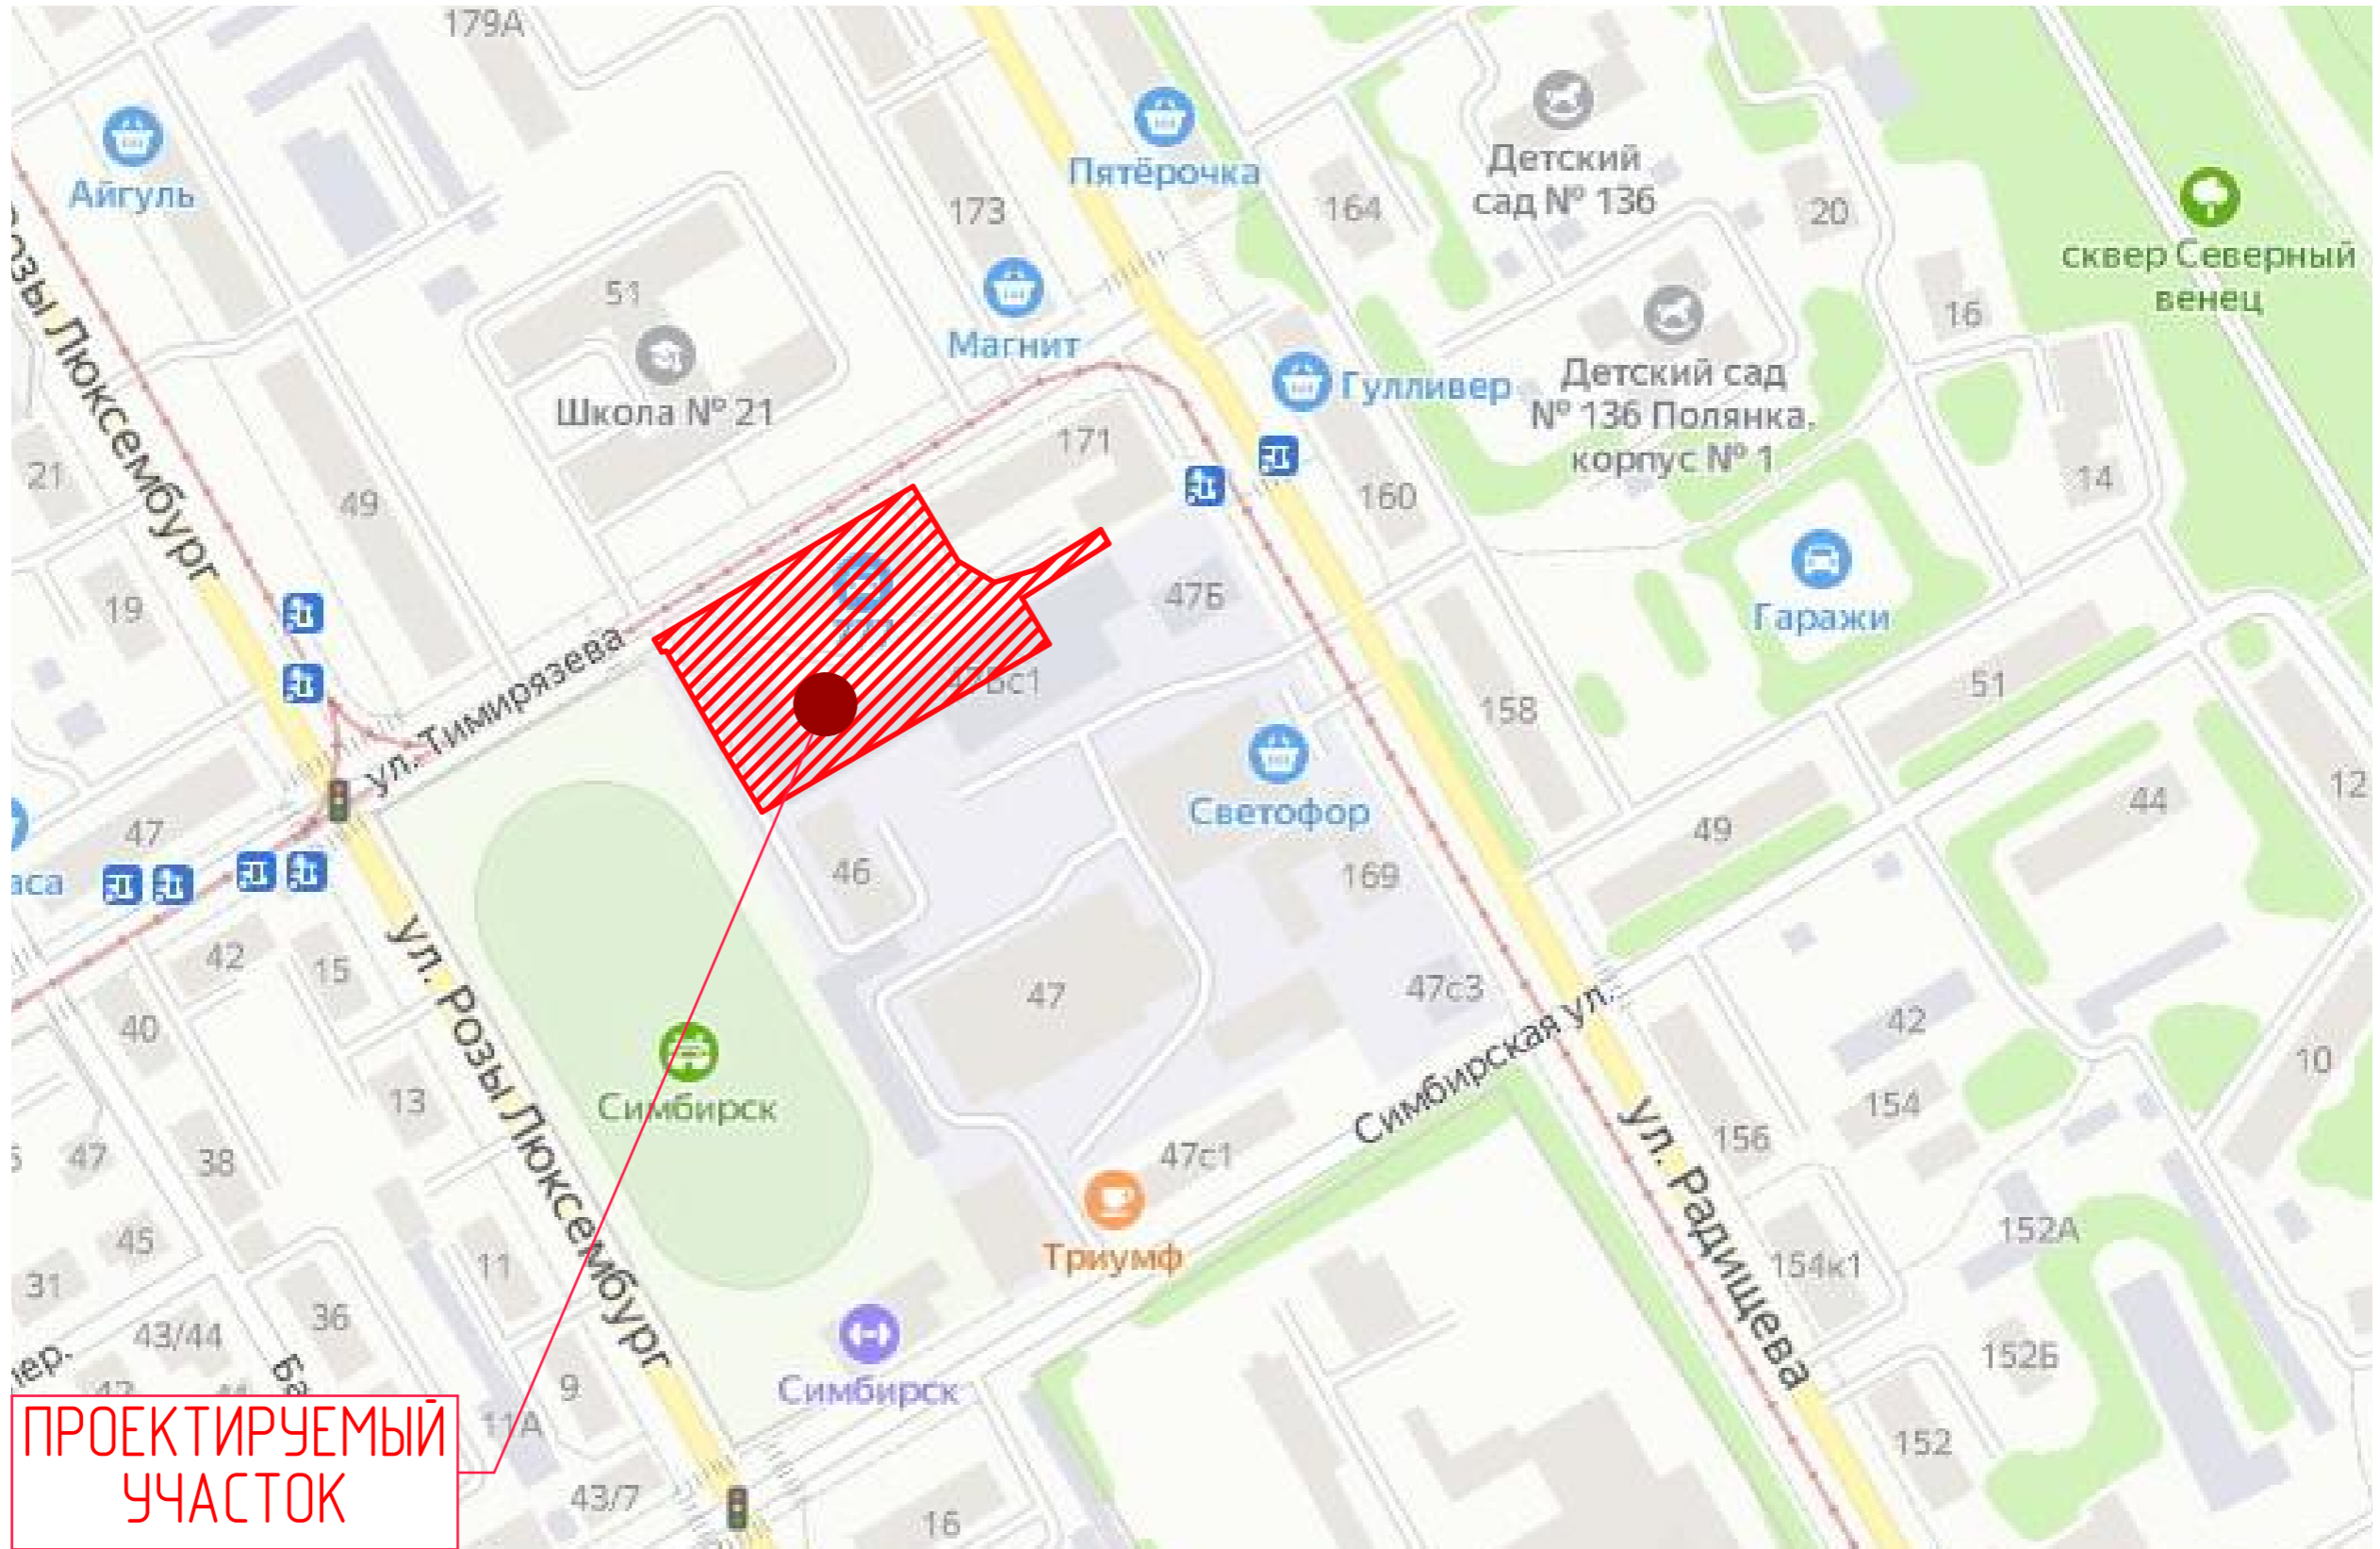 179А
Айгуль
Пятёрочка
Детский
сад № 136
173
164
20
сквер Северный
венец
51
16
Магнит
Гулливер
Детский сад
№ 136 Полянка.
корпус № 1
Школа № 21
171
21
49
160
14
ул. Розы Люксембург
19
47Б
Гаражи
ул. Тимирязева
47Бс1
51
158
12
Светофор
44
47
49
46
169
42
15
47
47с3
Симбирская ул.
42
40
10
13
Симбирск
154
156
47с1
47
38
ул. Розы Люксембург
ул. Радищева
152А
45
Триумф
154к1
11
31
36
43/44
152Б
пер.
Симбирск
9
ПРОЕКТИРУЕМЫЙ
УЧАСТОК
11А
152
43/7
16